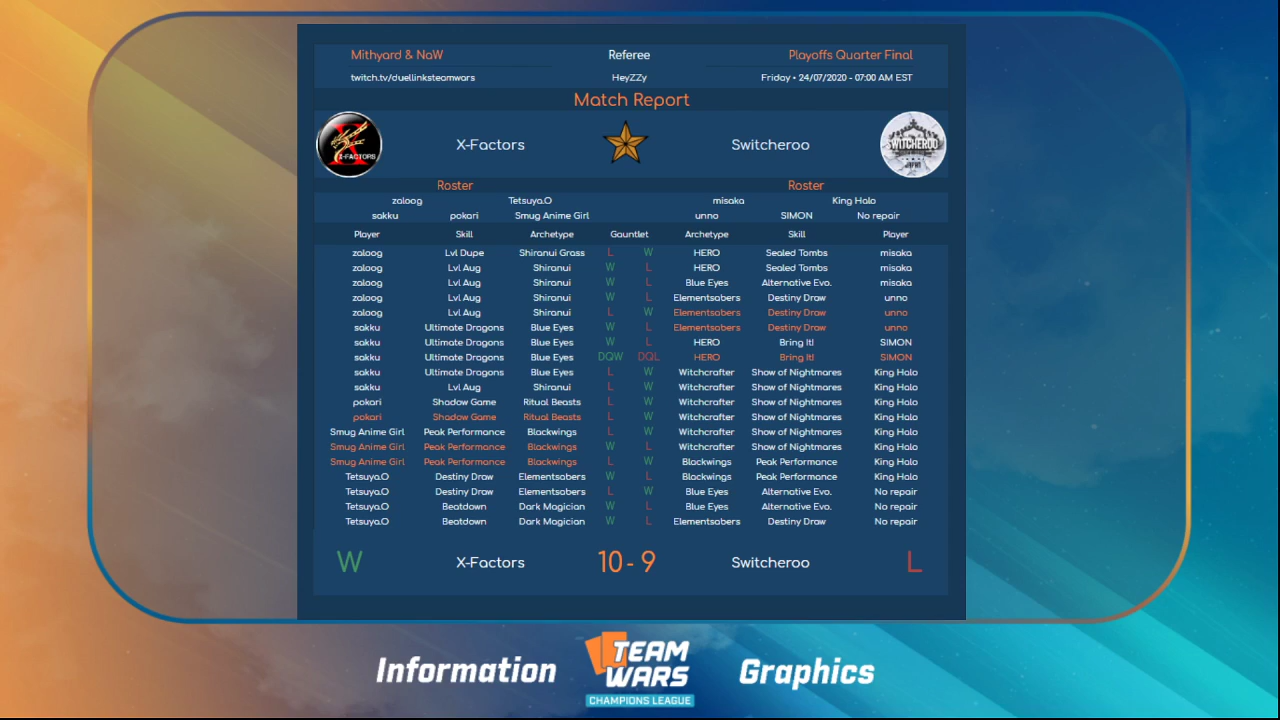 Mithyard & NaW Referee Playoffs Quarter Final
twitch.tv/duellinksteamwars HeyZZy Friday • 24/07/2020 - 07:00 AM EST
Match Report
X-FACTORS X-Factors Switcheroo SWITCHEROO
JAPAN
Roster Roster
zaloog Tetsuya.O misaka King Halo
sakku pokari Smug Anime Girl unno SIMON No repair
Player Skill Archetype Gauntlet Archetype Skill Player
zaloog Lvl Dupe Shiranui Grass L W HERO Sealed Tombs misaka
zaloog Lvl Aug Shiranui W L HERO Sealed Tombs misaka
zaloog Lvl Aug Shiranui W L Blue Eyes Alternative Evo. misaka
zaloog Lvl Aug Shiranui W L Elementsabers Destiny Draw unno
zaloog Lvl Aug Shiranui L W Elementsabers Destiny Draw unno
sakku Ultimate Dragons Blue Eyes W L Elementsabers Destiny Draw unno
sakku Ultimate Dragons Blue Eyes W L HERO Bring It! SIMON
sakku Ultimate Dragons Blue Eyes DQW DQL HERO Bring It! SIMON
sakku Ultimate Dragons Blue Eyes L W Witchcrafter Show of Nightmares King Halo
sakku Lvl Aug Shiranui L W Witchcrafter Show of Nightmares King Halo
pokari Shadow Game Ritual Beasts L W Witchcrafter Show of Nightmares King Halo
pokari Shadow Game Ritual Beasts L W Witchcrafter Show of Nightmares King Halo
Smug Anime Girl Peak Performance Blackwings L W Witchcrafter Show of Nightmares King Halo
Smug Anime Girl Peak Performance Blackwings W L Witchcrafter Show of Nightmares King Halo
Smug Anime Girl Peak Performance Blackwings L W Blackwings Peak Performance King Halo
Tetsuya.O Destiny Draw Elementsabers W L Blackwings Peak Performance King Halo
Tetsuya.O Destiny Draw Elementsabers L W Blue Eyes Alternative Evo. No repair
Tetsuya.O Beatdown Dark Magician W L Blue Eyes Alternative Evo. No repair
Tetsuya.O Beatdown Dark Magician W L Elementsabers Destiny Draw No repair
W X-Factors 10 - 9 Switcheroo L
Information TEAM WARS Graphics
CHAMPIONS LEAGUE